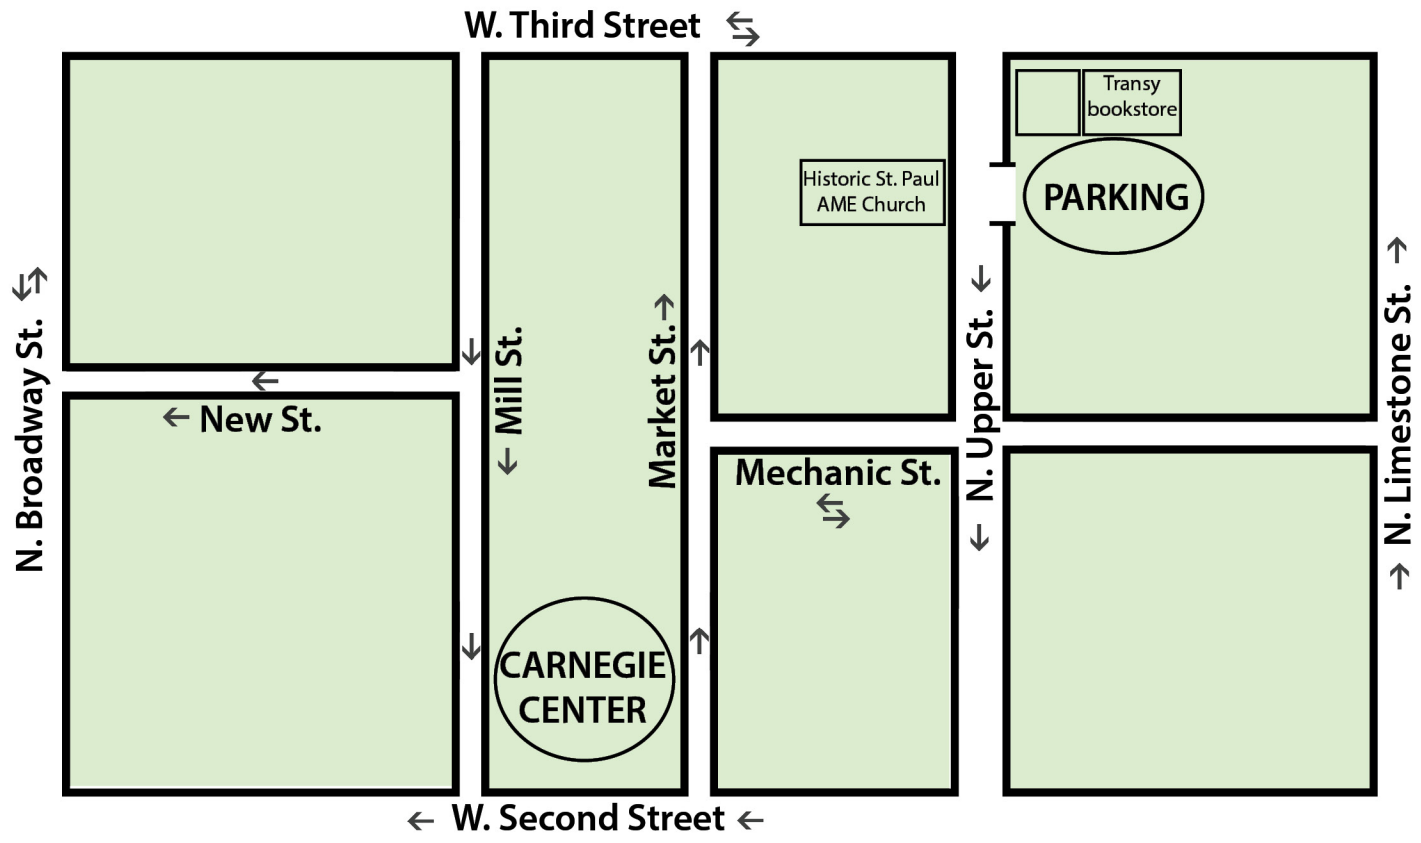 W. Third Street
Transy
bookstore
Historic St. Paul
AME Church
PARKING
N. Broadway St.
Mill St.
Market St.
N. Upper St.
N. Limestone St.
New St.
Mechanic St.
CARNEGIE
CENTER
W. Second Street